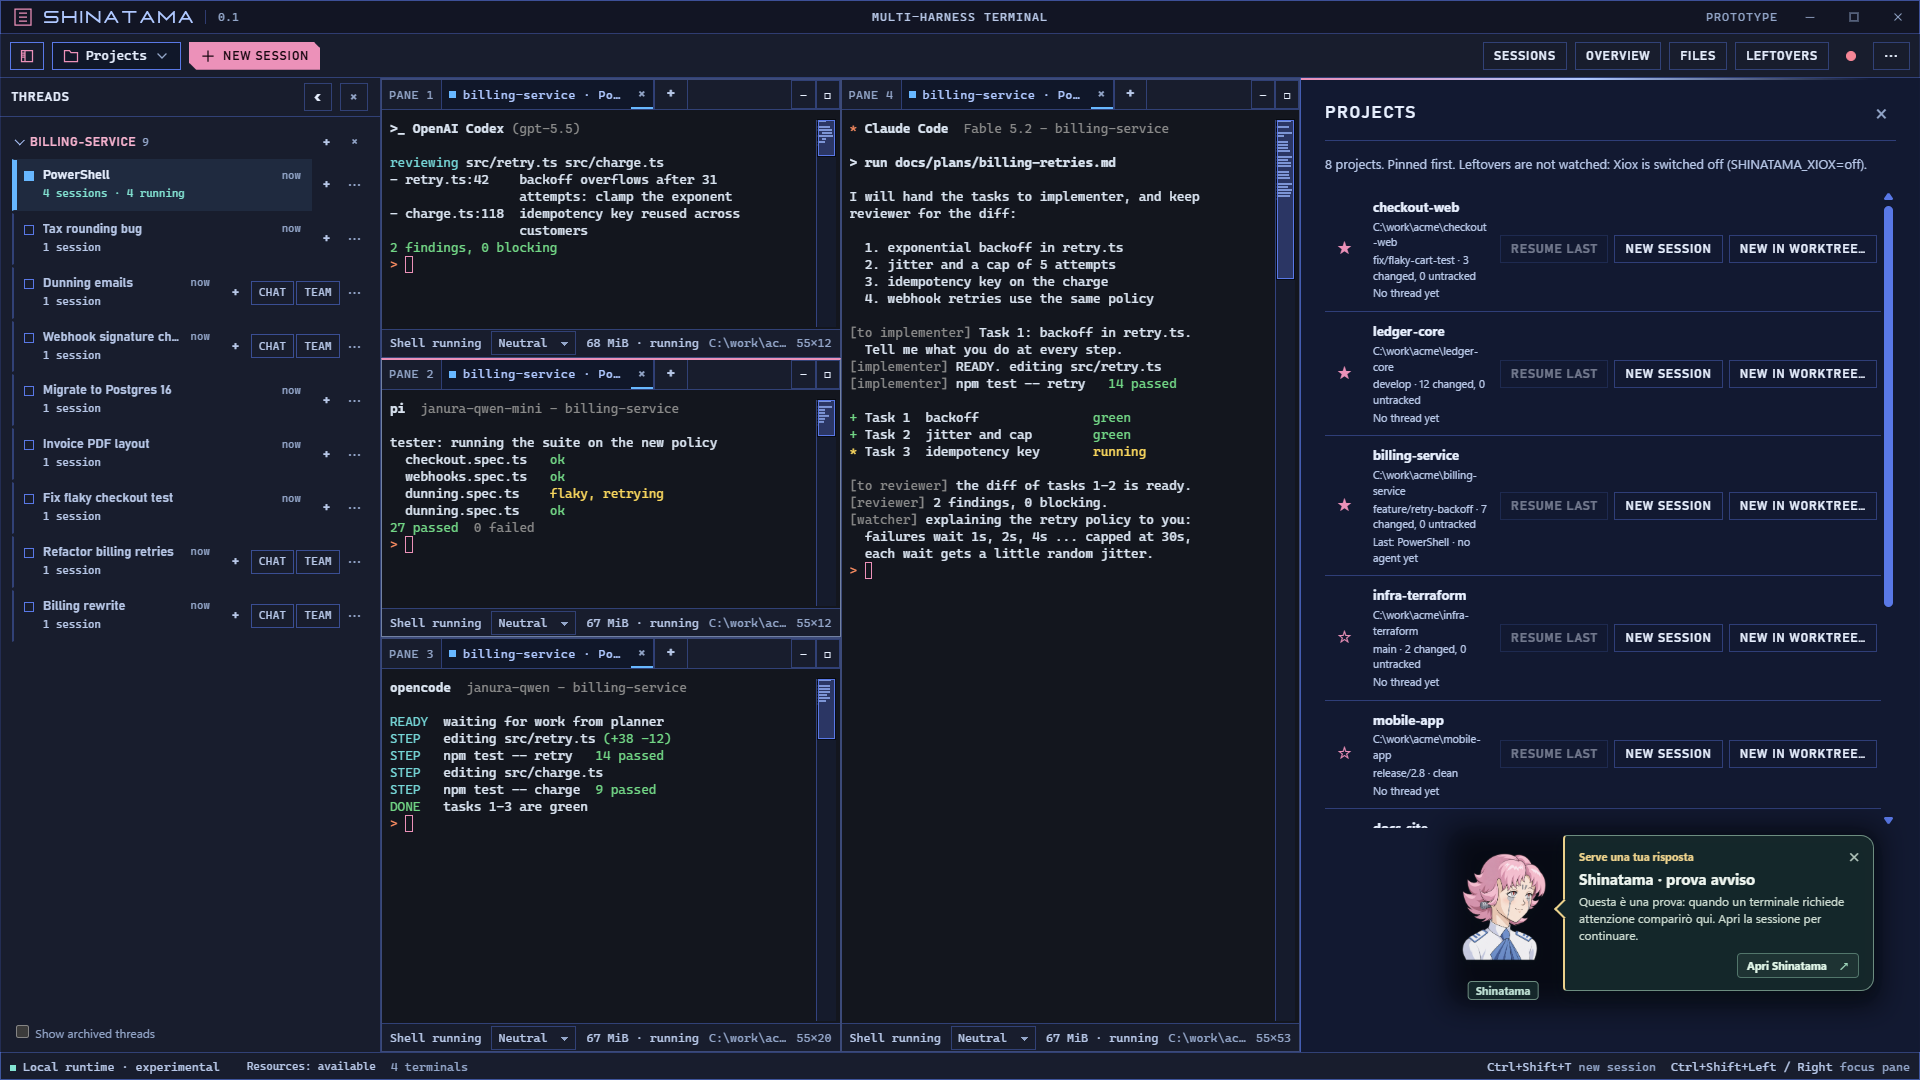 SHINATAMA 0.1
MULTI-HARNESS TERMINAL
PROTOTYPE
Projects
+ NEW SESSION
SESSIONS
OVERVIEW
FILES
LEFTOVERS
THREADS
BILLING-SERVICE 9
PowerShell now
4 sessions · 4 running
Tax rounding bug now
1 session
Dunning emails now
1 session
CHAT TEAM
Webhook signature ch… now
1 session
CHAT TEAM
Migrate to Postgres 16 now
1 session
Invoice PDF layout now
1 session
Fix flaky checkout test now
1 session
Refactor billing retries now
1 session
CHAT TEAM
Billing rewrite now
1 session
CHAT TEAM
Show archived threads
PANE 1 billing-service · Po…
>_ OpenAI Codex (gpt-5.5)
reviewing src/retry.ts src/charge.ts
- retry.ts:42 backoff overflows after 31
attempts: clamp the exponent
- charge.ts:118 idempotency key reused across
customers
2 findings, 0 blocking
>
Shell running Neutral 68 MiB · running C:\work\ac… 55×12
PANE 2 billing-service · Po…
pi janura-qwen-mini - billing-service
tester: running the suite on the new policy
checkout.spec.ts ok
webhooks.spec.ts ok
dunning.spec.ts flaky, retrying
dunning.spec.ts ok
27 passed 0 failed
>
Shell running Neutral 67 MiB · running C:\work\ac… 55×12
PANE 3 billing-service · Po…
opencode janura-qwen - billing-service
READY waiting for work from planner
STEP editing src/retry.ts (+38 -12)
STEP npm test -- retry 14 passed
STEP editing src/charge.ts
STEP npm test -- charge 9 passed
DONE tasks 1-3 are green
>
Shell running Neutral 67 MiB · running C:\work\ac… 55×20
PANE 4 billing-service · Po…
* Claude Code Fable 5.2 - billing-service
> run docs/plans/billing-retries.md
I will hand the tasks to implementer, and keep
reviewer for the diff:
1. exponential backoff in retry.ts
2. jitter and a cap of 5 attempts
3. idempotency key on the charge
4. webhook retries use the same policy
[to implementer] Task 1: backoff in retry.ts.
Tell me what you do at every step.
[implementer] READY. editing src/retry.ts
[implementer] npm test -- retry 14 passed
+ Task 1 backoff green
+ Task 2 jitter and cap green
* Task 3 idempotency key running
[to reviewer] the diff of tasks 1-2 is ready.
[reviewer] 2 findings, 0 blocking.
[watcher] explaining the retry policy to you:
failures wait 1s, 2s, 4s ... capped at 30s,
each wait gets a little random jitter.
>
Shell running Neutral 67 MiB · running C:\work\ac… 55×53
PROJECTS
8 projects. Pinned first. Leftovers are not watched: Xiox is switched off (SHINATAMA_XIOX=off).
checkout-web
C:\work\acme\checkout
-web
fix/flaky-cart-test · 3
changed, 0 untracked
No thread yet
RESUME LAST NEW SESSION NEW IN WORKTREE…
ledger-core
C:\work\acme\ledger-
core
develop · 12 changed, 0
untracked
No thread yet
RESUME LAST NEW SESSION NEW IN WORKTREE…
billing-service
C:\work\acme\billing-
service
feature/retry-backoff · 7
changed, 0 untracked
Last: PowerShell · no
agent yet
RESUME LAST NEW SESSION NEW IN WORKTREE…
infra-terraform
C:\work\acme\infra-
terraform
main · 2 changed, 0
untracked
No thread yet
RESUME LAST NEW SESSION NEW IN WORKTREE…
mobile-app
C:\work\acme\mobile-
app
release/2.8 · clean
No thread yet
RESUME LAST NEW SESSION NEW IN WORKTREE…
docs-site
Serve una tua risposta
Shinatama · prova avviso
Questa è una prova: quando un terminale richiede
attenzione comparirò qui. Apri la sessione per
continuare.
Apri Shinatama ↗
Shinatama
Local runtime · experimental Resources: available 4 terminals
Ctrl+Shift+T new session Ctrl+Shift+Left / Right focus pane